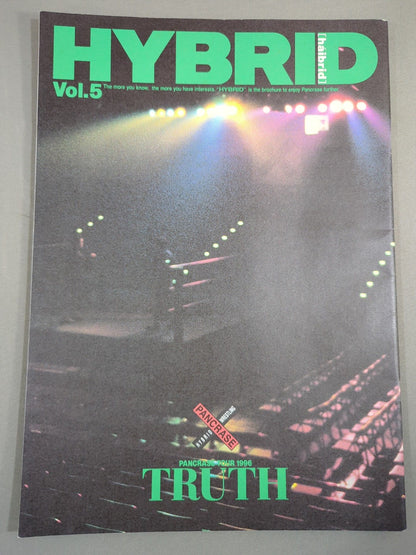 HYBRID
[haibrid]
Vol.5
The more you know, the more you have interests. "HYBRID" is the brochure to enjoy Pancrase further.
PANCRASE
HYBRID WRESTLING
PANCRASE TOUR 1996
TRUTH